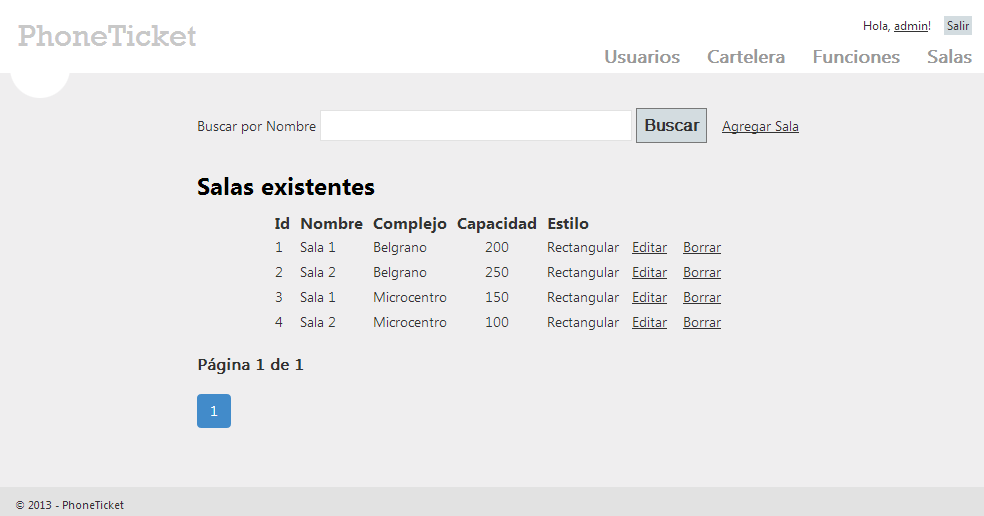 PhoneTicket
Hola, admin! Salir
Usuarios Cartelera Funciones Salas
Buscar por Nombre Buscar Agregar Sala
Salas existentes
Id Nombre Complejo Capacidad Estilo
1 Sala 1 Belgrano 200 Rectangular Editar Borrar
2 Sala 2 Belgrano 250 Rectangular Editar Borrar
3 Sala 1 Microcentro 150 Rectangular Editar Borrar
4 Sala 2 Microcentro 100 Rectangular Editar Borrar
Página 1 de 1
1
© 2013 - PhoneTicket